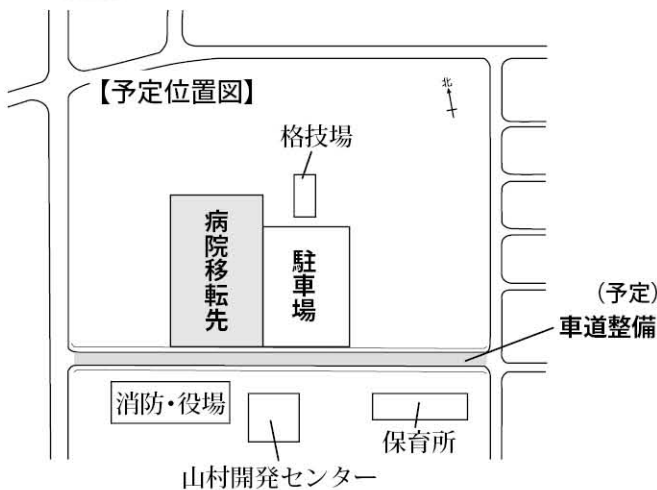 【予定位置図】
北
格技場
病院移転先
駐車場
(予定)
車道整備
消防・役場
保育所
山村開発センター